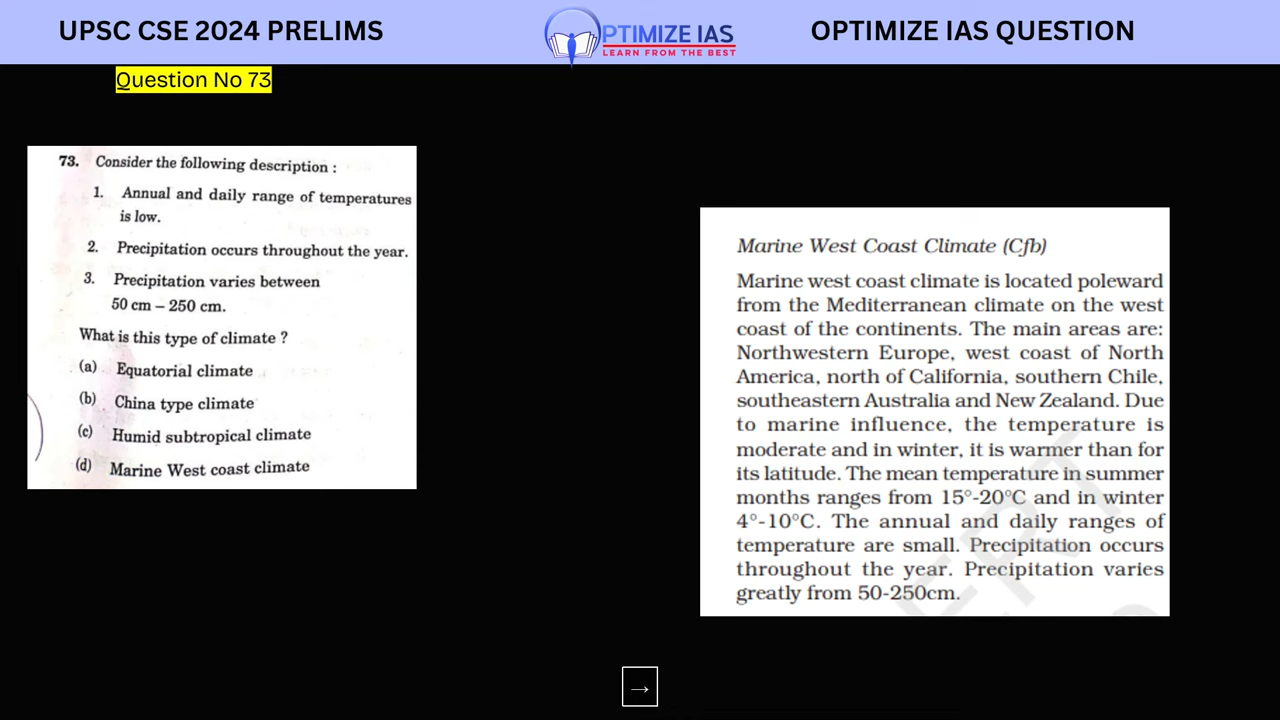 UPSC CSE 2024 PRELIMS
OPTIMIZE IAS
LEARN FROM THE BEST
OPTIMIZE IAS QUESTION
Question No 73
73. Consider the following description :
1. Annual and daily range of temperatures
is low.
2. Precipitation occurs throughout the year.
3. Precipitation varies between
50 cm – 250 cm.
What is this type of climate ?
(a) Equatorial climate
(b) China type climate
(c) Humid subtropical climate
(d) Marine West coast climate
Marine West Coast Climate (Cfb)
Marine west coast climate is located poleward
from the Mediterranean climate on the west
coast of the continents. The main areas are:
Northwestern Europe, west coast of North
America, north of California, southern Chile,
southeastern Australia and New Zealand. Due
to marine influence, the temperature is
moderate and in winter, it is warmer than for
its latitude. The mean temperature in summer
months ranges from 15°-20°C and in winter
4°-10°C. The annual and daily ranges of
temperature are small. Precipitation occurs
throughout the year. Precipitation varies
greatly from 50-250cm.
→